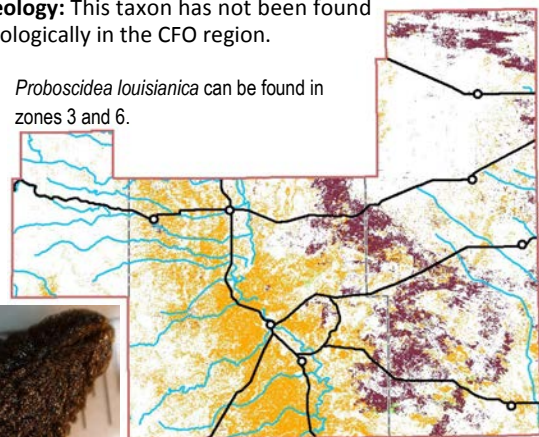 eology: This taxon has not been found
ologically in the CFO region.
Proboscidea louisianica can be found in
zones 3 and 6.